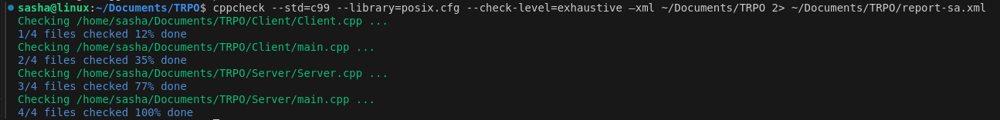 sasha@linux:~/Documents/TRPO$ cppcheck --std=c99 --library=posix.cfg --check-level=exhaustive —xml ~/Documents/TRPO 2> ~/Documents/TRPO/report-sa.xml
Checking /home/sasha/Documents/TRPO/Client/Client.cpp ...
1/4 files checked 12% done
Checking /home/sasha/Documents/TRPO/Client/main.cpp ...
2/4 files checked 35% done
Checking /home/sasha/Documents/TRPO/Server/Server.cpp ...
3/4 files checked 77% done
Checking /home/sasha/Documents/TRPO/Server/main.cpp ...
4/4 files checked 100% done